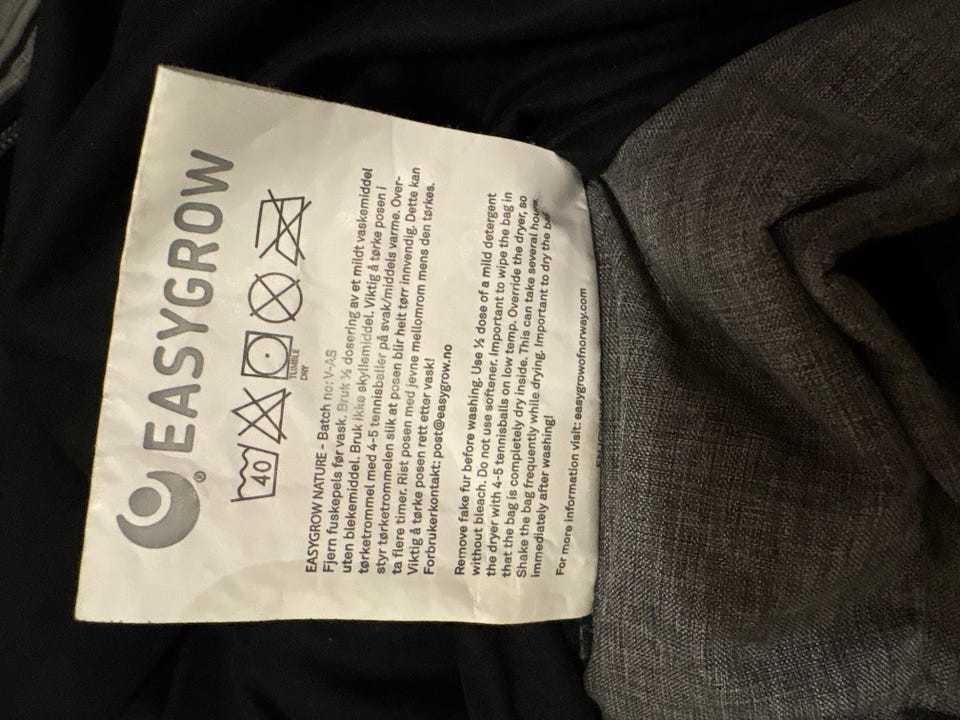 EASYGROW
®
40
TUMBLE
DRY
EASYGROW NATURE - Batch no: V-AS
Fjern fuskepels før vask. Bruk ½ dosering av et mildt vaskemiddel
uten blekemiddel. Bruk ikke skyllemiddel. Viktig å tørke posen i
tørketrommel med 4-5 tennisballer på svak/middels varme. Over-
styr tørketrommelen slik at posen blir helt tørr innvendig. Dette kan
ta flere timer. Rist posen med jevne mellomrom mens den tørkes.
Viktig å tørke posen rett etter vask!
Forbrukerkontakt: post@easygrow.no
Remove fake fur before washing. Use ½ dose of a mild detergent
without bleach. Do not use softener. Important to wipe the bag in
the dryer with 4-5 tennisballs on low temp. Override the dryer, so
that the bag is completely dry inside. This can take several hours.
Shake the bag frequently while drying. Important to dry the
immediately after washing!
For more information visit: easygrowofnorway.com